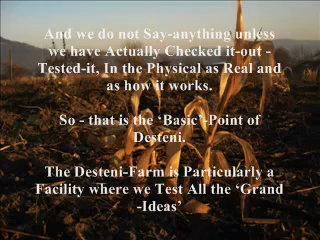 And we do not Say-anything unless
we have Actually Checked it-out -
Tested-it, In the Physical as Real and
as how it works.
So - that is the ‘Basic’-Point of
Desteni.
The Desteni-Farm is Particularly a
Facility where we Test All the ‘Grand
-Ideas’